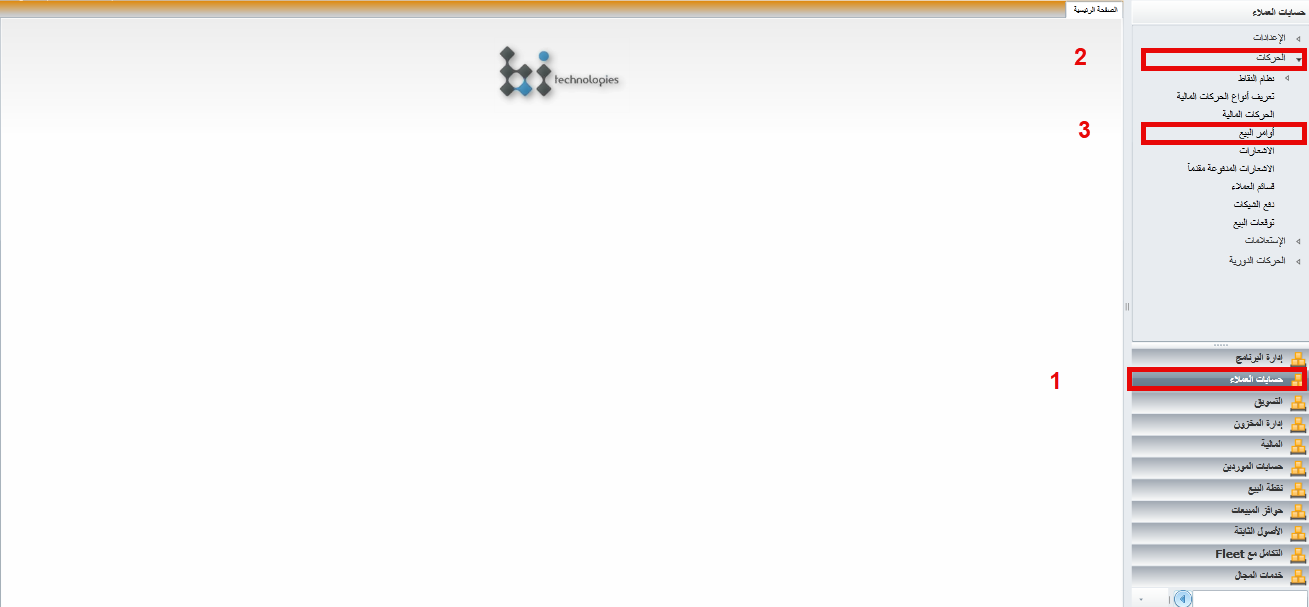 حسابات العملاء
الصفحة الرئيسية
الإعدادات
الحركات
2
نظام النقاط
تعريف أنواع الحركات المالية
الحركات المالية
أوامر البيع
3
الاشعارات
الاشعارات المدفوعة مقدماً
قسائم العملاء
دفع الشيكات
توقعات البيع
الإستعلامات
الحركات الدورية
bi technologies
إدارة البرنامج
حسابات العملاء
1
التسويق
إدارة المخزون
المالية
حسابات الموردين
نقطة البيع
حوافز المبيعات
الأصول الثابتة
التكامل مع Fleet
خدمات المجال